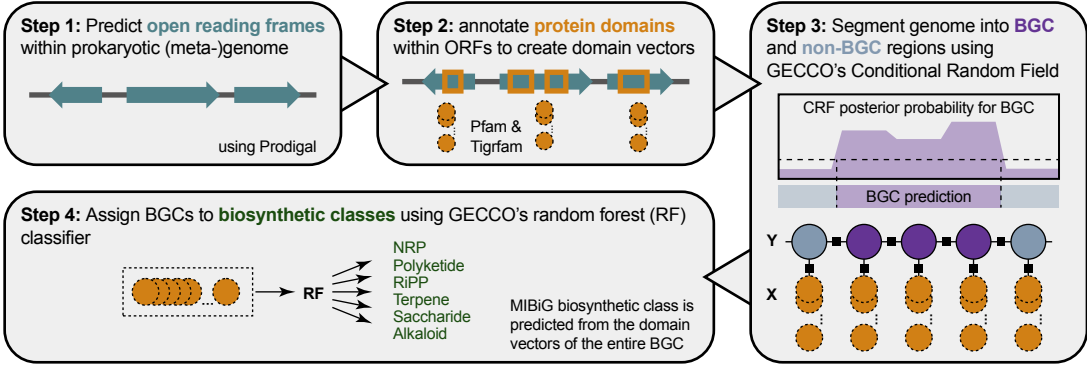 Step 1: Predict open reading frames
within prokaryotic (meta-)genome
using Prodigal
Step 2: annotate protein domains
within ORFs to create domain vectors
Pfam &
Tigrfam
Step 3: Segment genome into BGC
and non-BGC regions using
GECCO's Conditional Random Field
CRF posterior probability for BGC
BGC prediction
Y
X
Step 4: Assign BGCs to biosynthetic classes using GECCO's random forest (RF)
classifier
RF
NRP
Polyketide
RiPP
Terpene
Saccharide
Alkaloid
MIBiG biosynthetic class is
predicted from the domain
vectors of the entire BGC